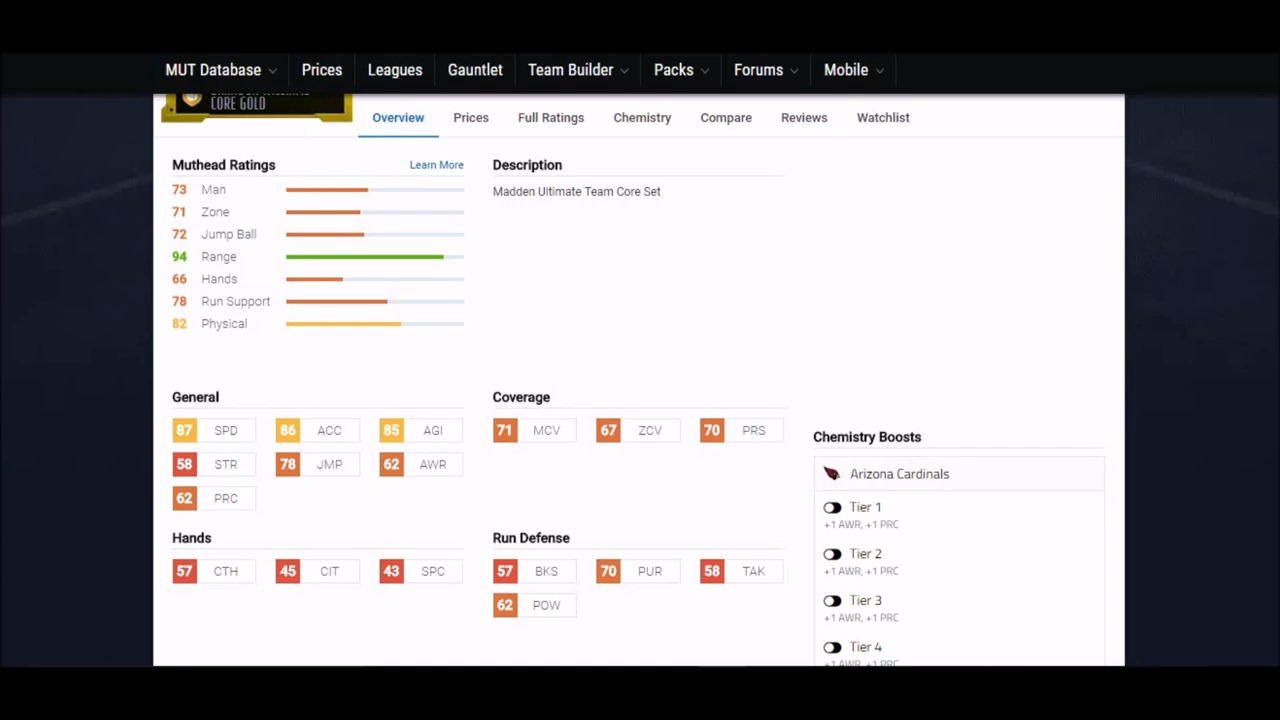 MUT Database Prices Leagues Gauntlet Team Builder Packs Forums Mobile
CORE GOLD
Overview Prices Full Ratings Chemistry Compare Reviews Watchlist
Muthead Ratings Learn More
73 Man
71 Zone
72 Jump Ball
94 Range
66 Hands
78 Run Support
82 Physical
Description
Madden Ultimate Team Core Set
General
87 SPD 86 ACC 85 AGI
58 STR 78 JMP 62 AWR
62 PRC
Coverage
71 MCV 67 ZCV 70 PRS
Hands
57 CTH 45 CIT 43 SPC
Run Defense
57 BKS 70 PUR 58 TAK
62 POW
Chemistry Boosts
Arizona Cardinals
Tier 1
+1 AWR, +1 PRC
Tier 2
+1 AWR, +1 PRC
Tier 3
+1 AWR, +1 PRC
Tier 4
+1 AWR, +1 PRC